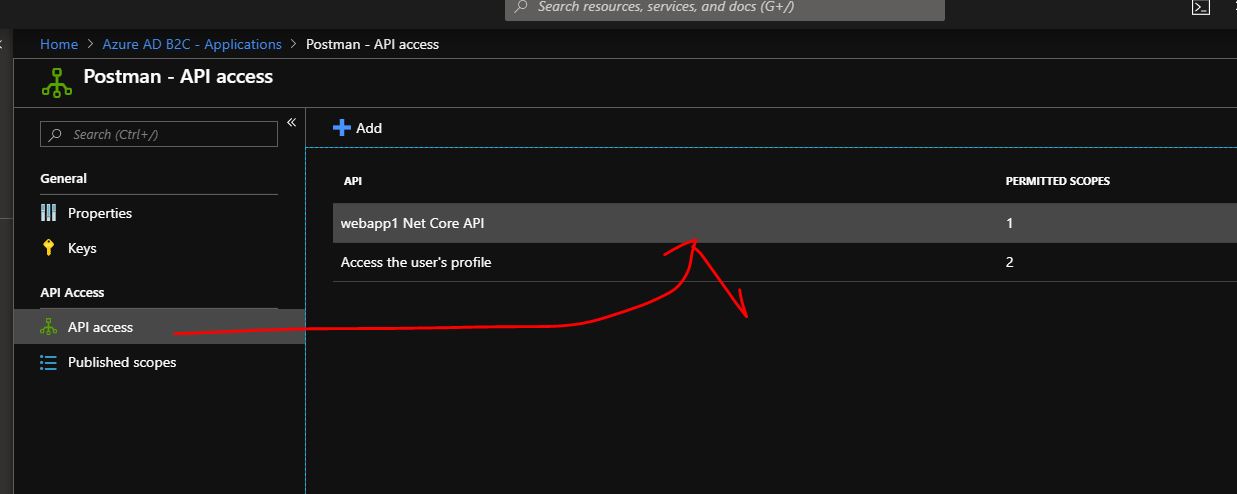 Search resources, services, and docs (G+/)
Home > Azure AD B2C - Applications > Postman - API access
Postman - API access
Search (Ctrl+/)
«
Add
General
Properties
Keys
API Access
API access
Published scopes
API PERMITTED SCOPES
webapp1 Net Core API 1
Access the user's profile 2